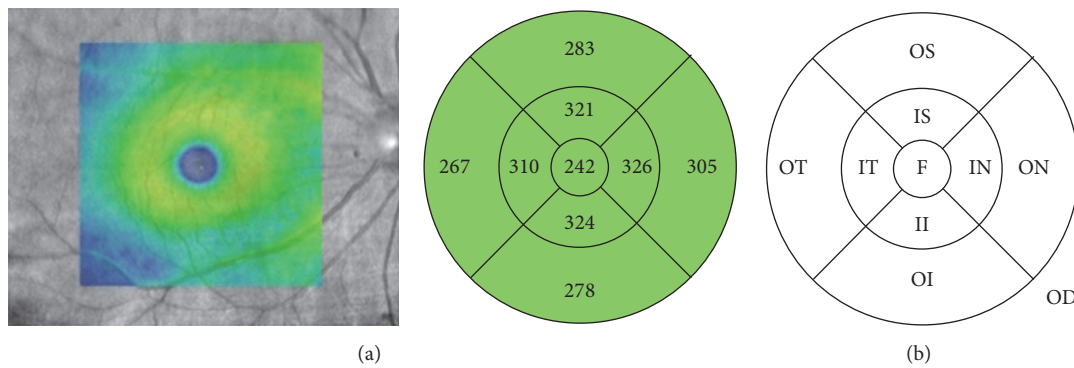 283
321
267 310 242 326 305
324
278
OS
IS
OT IT F IN ON
II
OI
OD
(a)
(b)